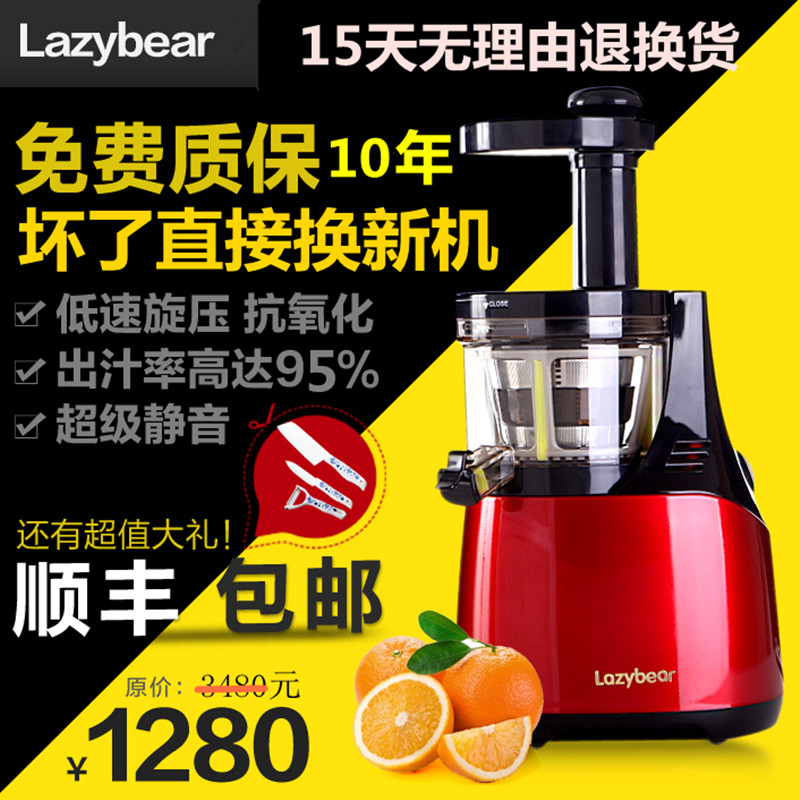 Lazybear
15天无理由退换货
免费质保10年
坏了直接换新机
低速旋压 抗氧化
出汁率高达95%
超级静音
还有超值大礼！
顺丰 包邮
原价：3480元
¥1280
CLOSE
Lazybear